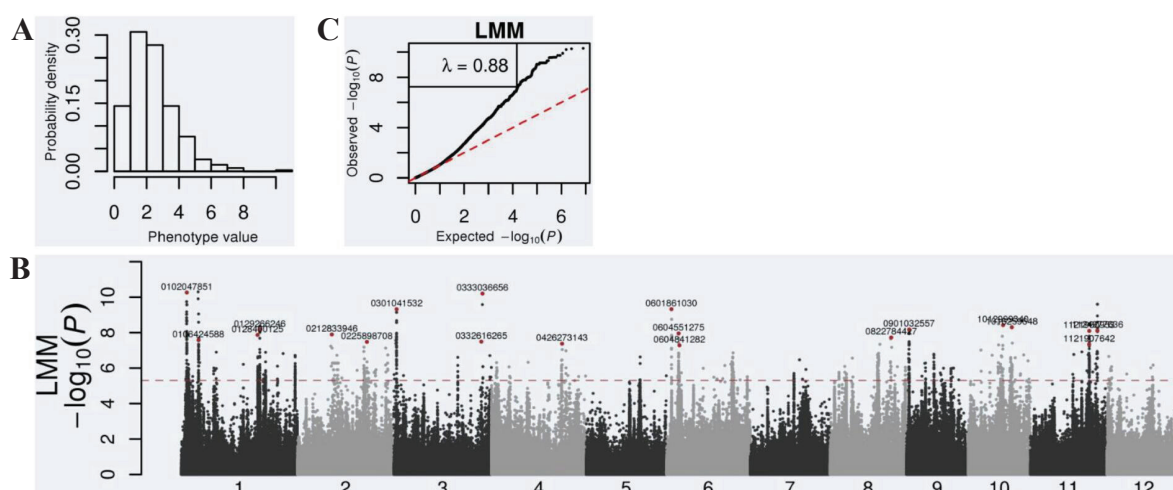 A
0.30
0.15
0.00
Probability density
0 2 4 6 8
Phenotype value
C
LMM
λ = 0.88
8
4
0
Observed −log10(P)
0 2 4 6
Expected −log10(P)
B
LMM
−log10(P)
10
8
6
4
2
0
0102047851
0106424588
0129266246
0212833946
0225898708
0301041532
0333036656
0332616265
0426273143
0601861030
0604551275
0604841282
0822784427
0901032557
1121907642
1 2 3 4 5 6 7 8 9 10 11 12